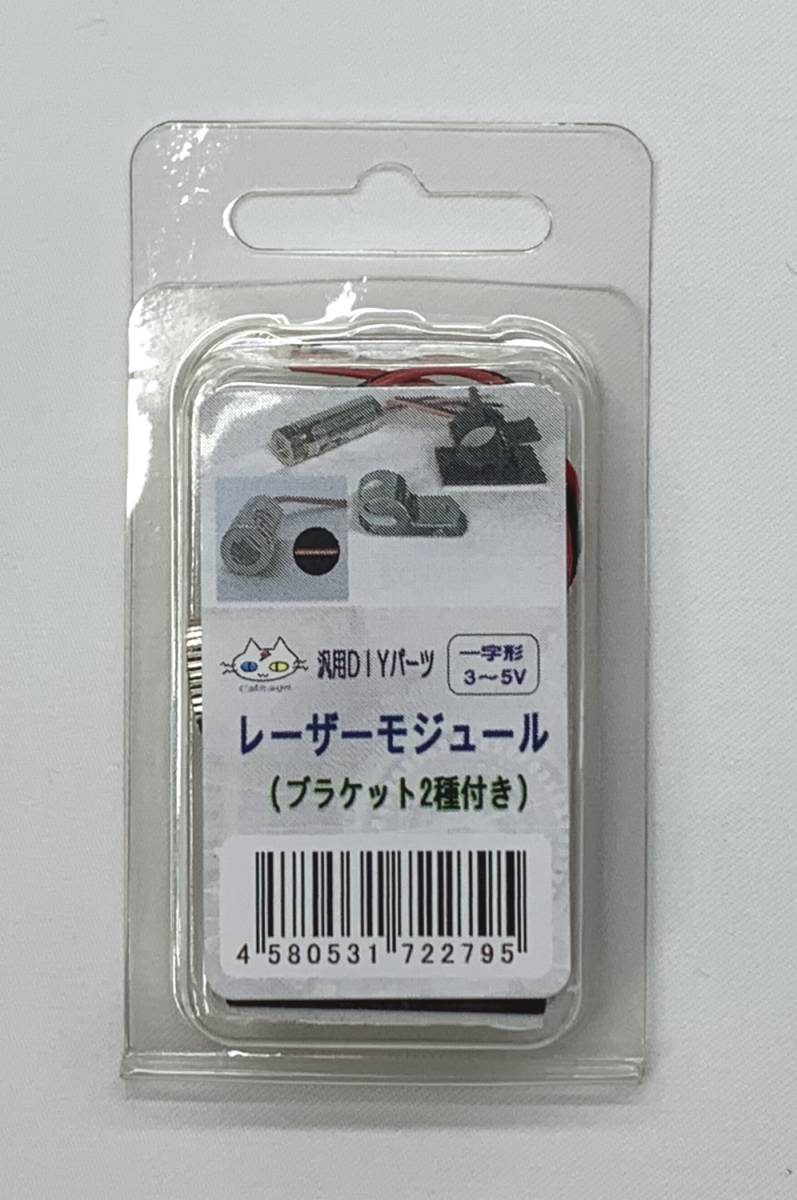 汎用DIYパーツ
一字形
3～5V
レーザーモジュール
(ブラケット2種付き)
4 580531 722795